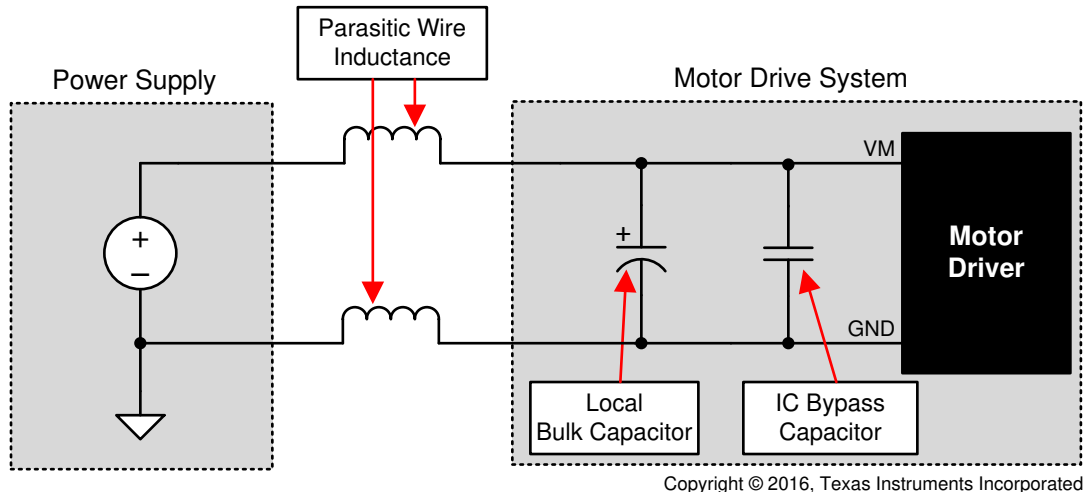 Parasitic Wire
Inductance
Power Supply
Motor Drive System
VM
+
–
+
Motor
Driver
GND
Local
Bulk Capacitor
IC Bypass
Capacitor
Copyright © 2016, Texas Instruments Incorporated